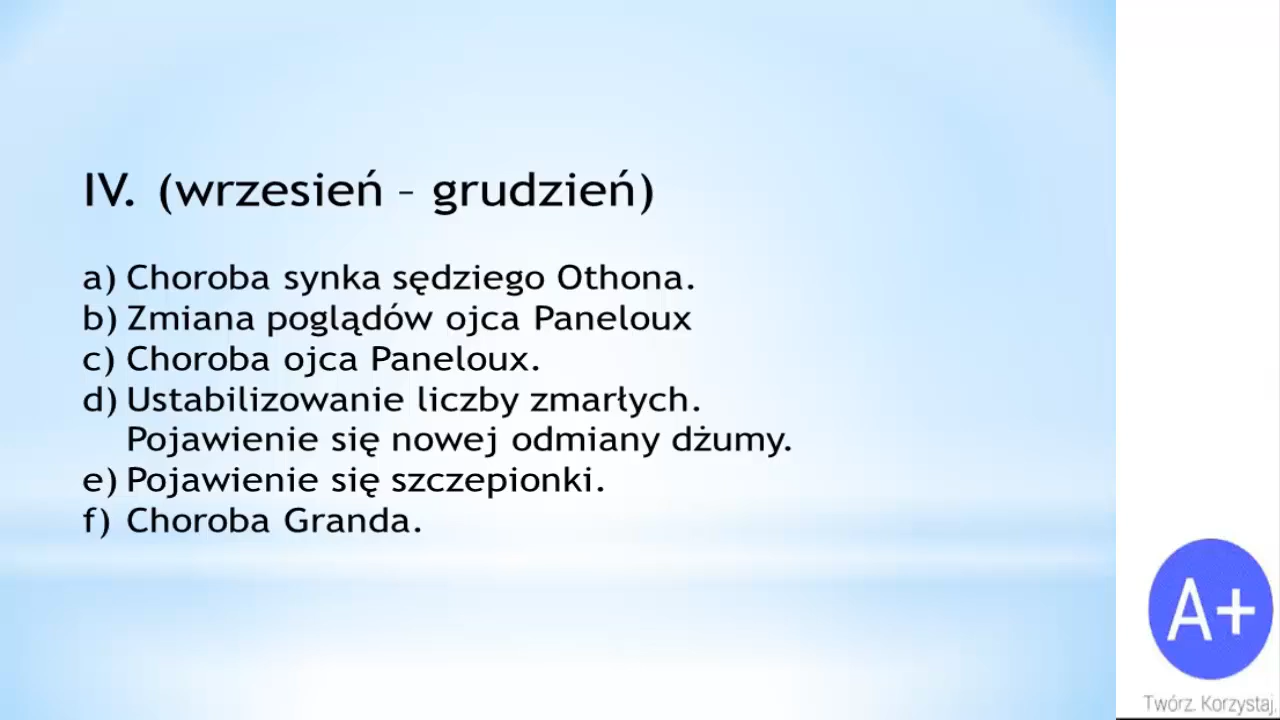 IV. (wrzesień – grudzień)
a) Choroba synka sędziego Othona.
b) Zmiana poglądów ojca Paneloux
c) Choroba ojca Paneloux.
d) Ustabilizowanie liczby zmarłych.
Pojawienie się nowej odmiany dżumy.
e) Pojawienie się szczepionki.
f) Choroba Granda.
A+
Twórz. Korzystaj.